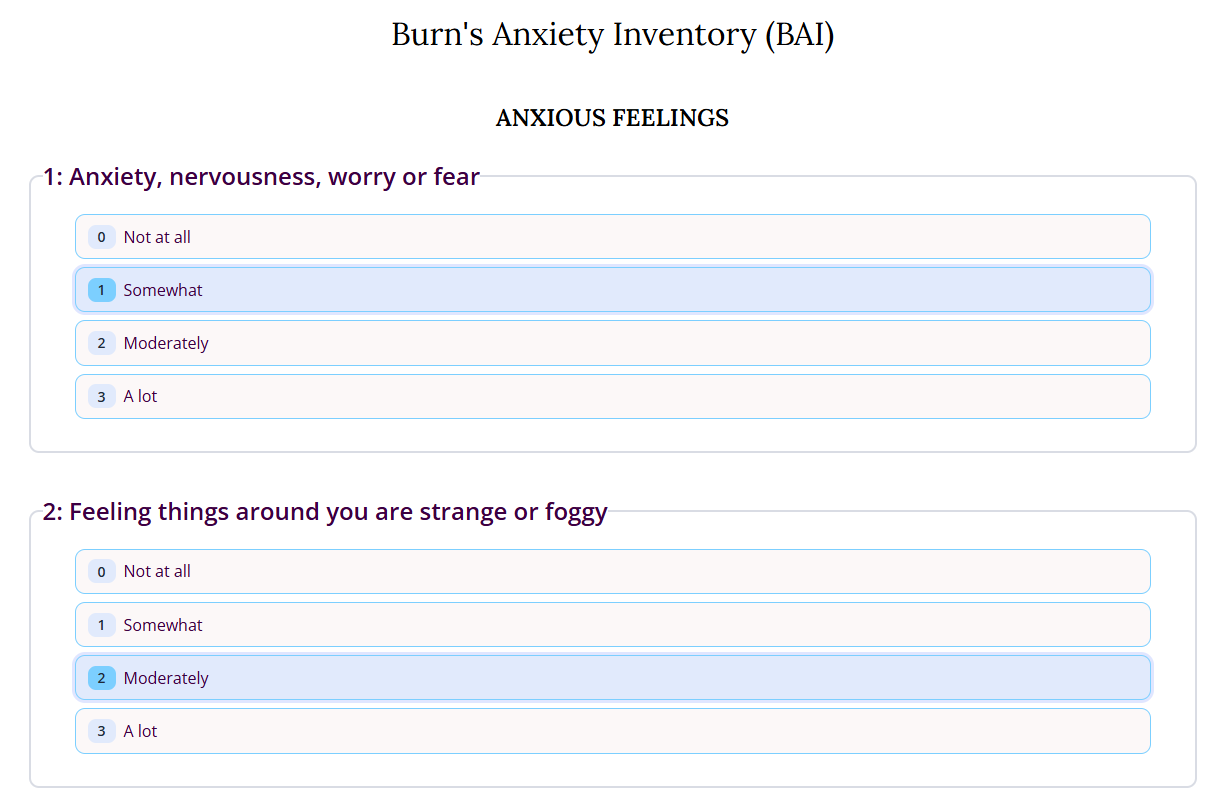 Burn's Anxiety Inventory (BAI)
ANXIOUS FEELINGS
1: Anxiety, nervousness, worry or fear
0 Not at all
1 Somewhat
2 Moderately
3 A lot
2: Feeling things around you are strange or foggy
0 Not at all
1 Somewhat
2 Moderately
3 A lot